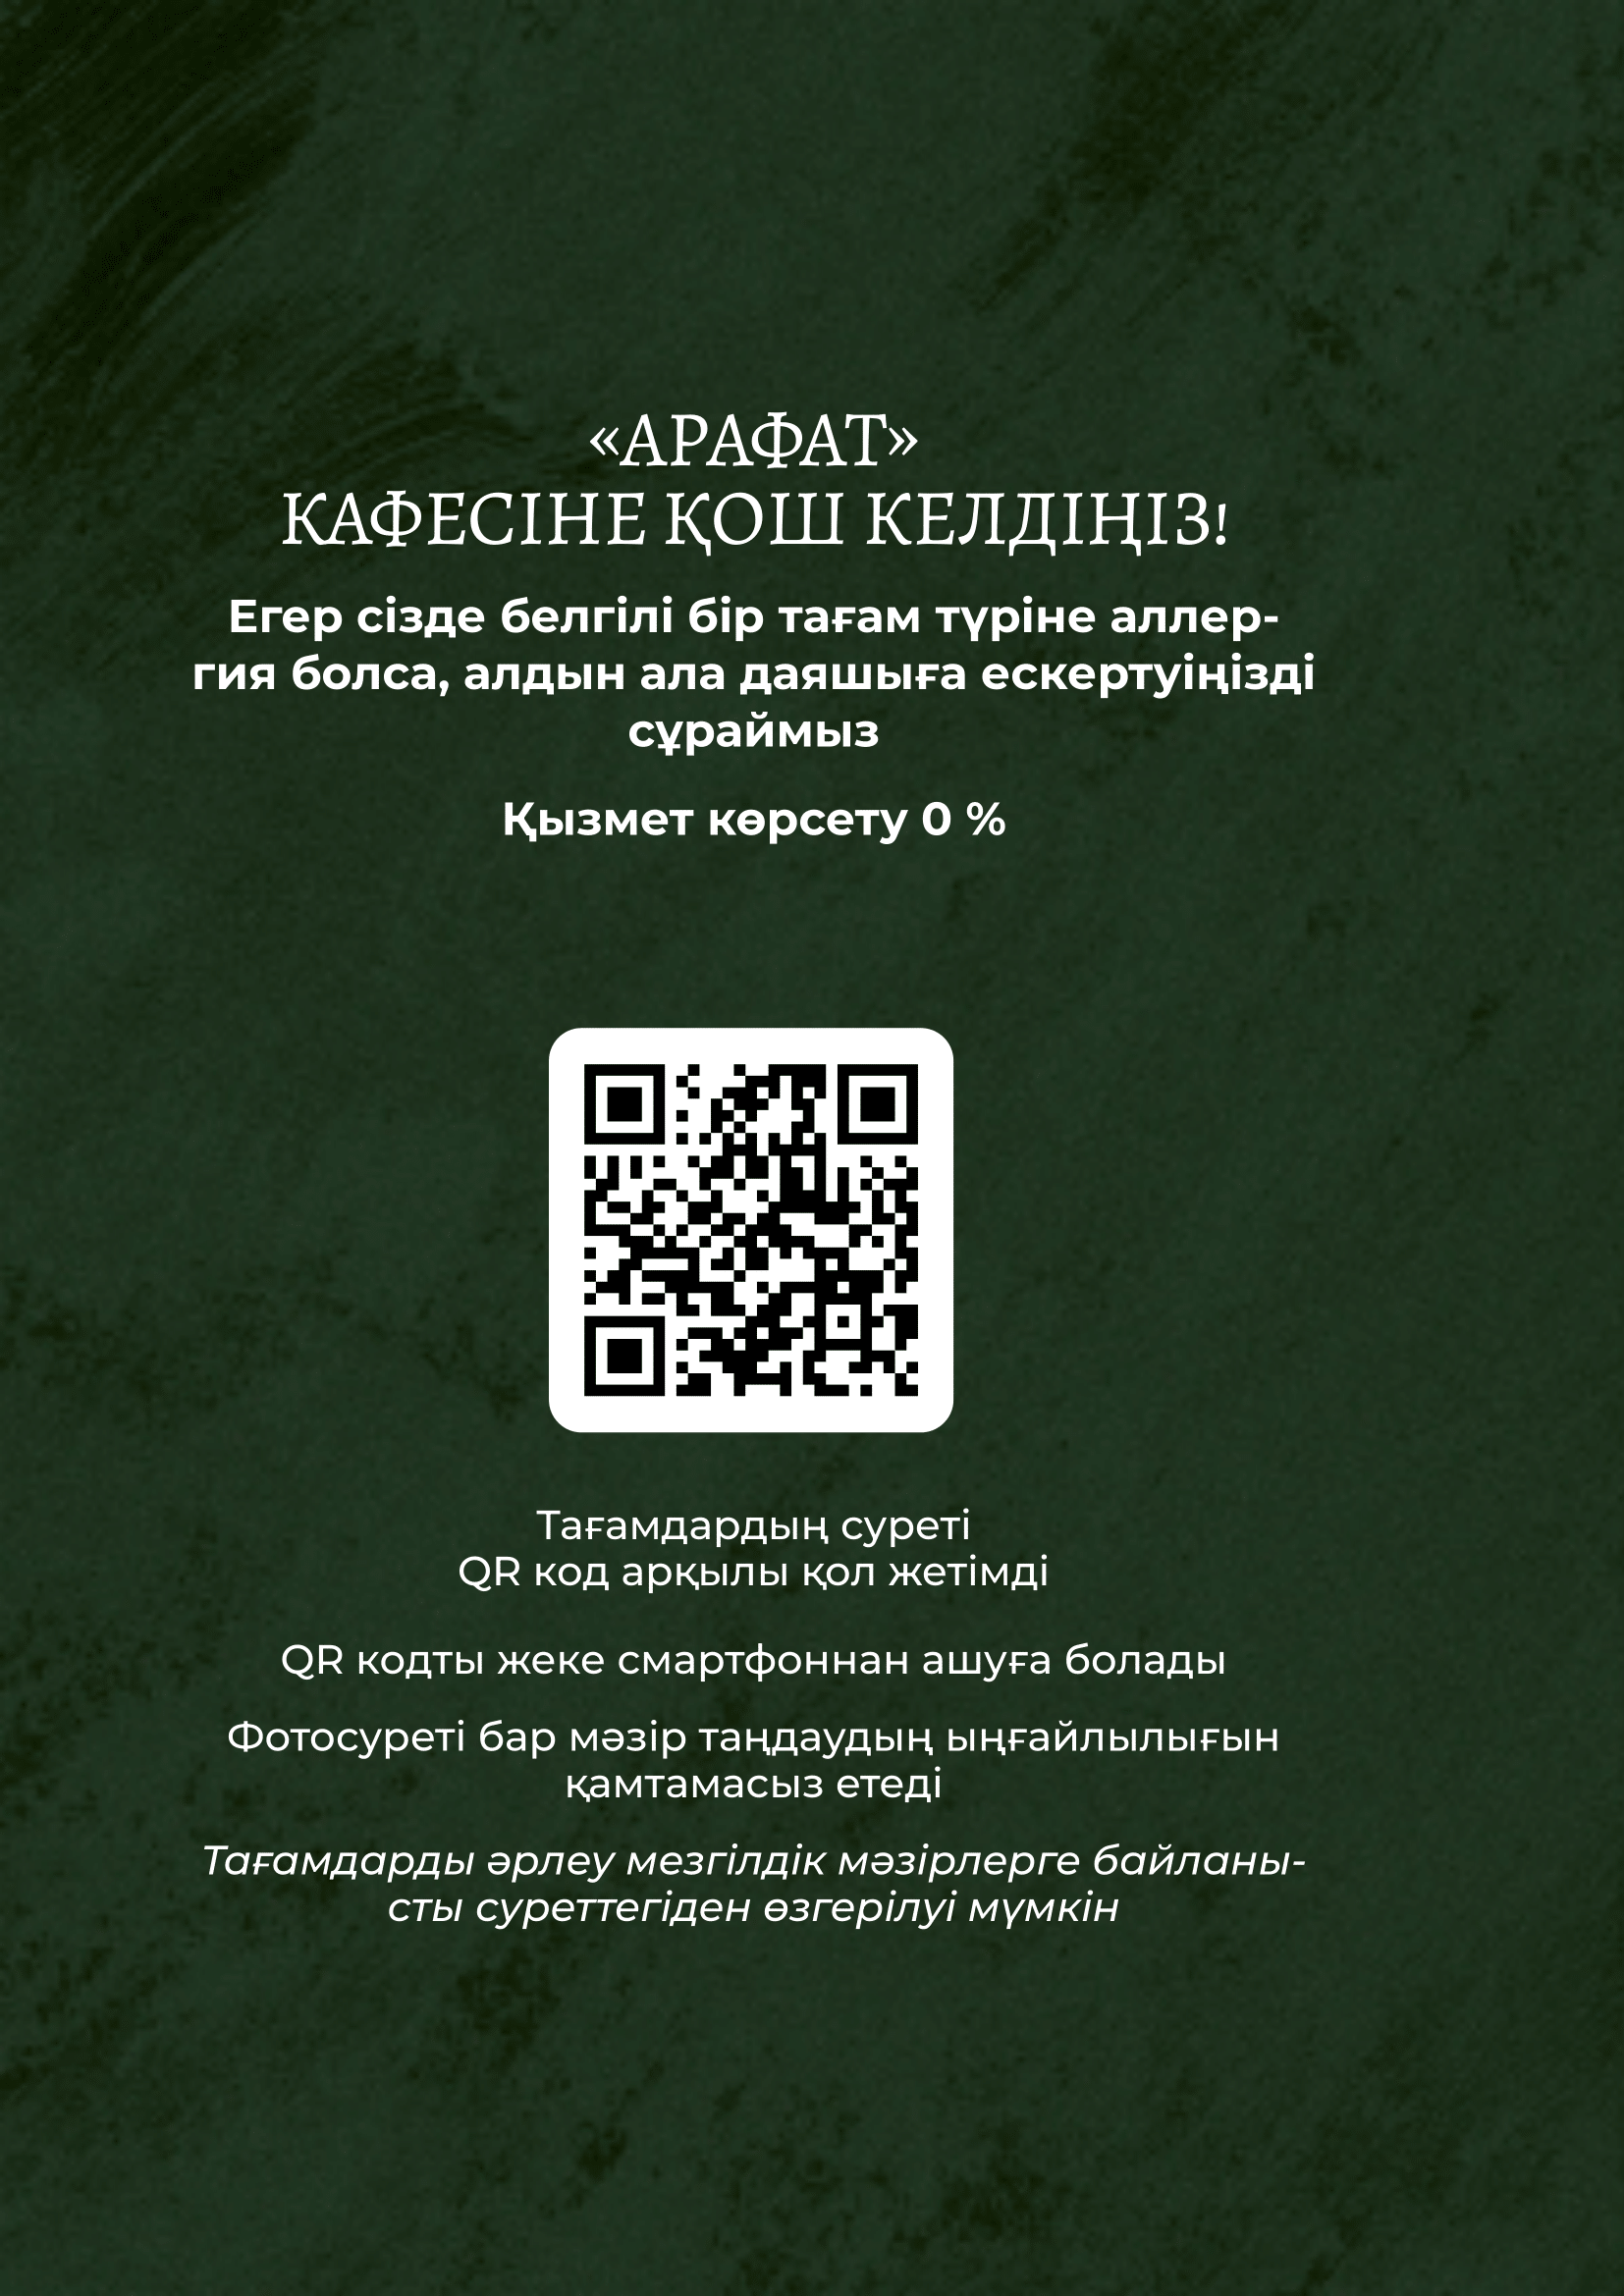 «АРАФАТ»
КАФЕСІНЕ ҚОШ КЕЛДІҢІЗ!
Егер сізде белгілі бір тағам түріне аллер-
гия болса, алдын ала даяшыға ескертуіңізді
сұраймыз
Қызмет көрсету 0 %
Тағамдардың суреті
QR код арқылы қол жетімді
QR кодты жеке смартфоннан ашуға болады
Фотосуреті бар мәзір таңдаудың ыңғайлылығын
қамтамасыз етеді
Тағамдарды әрлеу мезгілдік мәзірлерге байланы-
сты суреттегіден өзгерілуі мүмкін